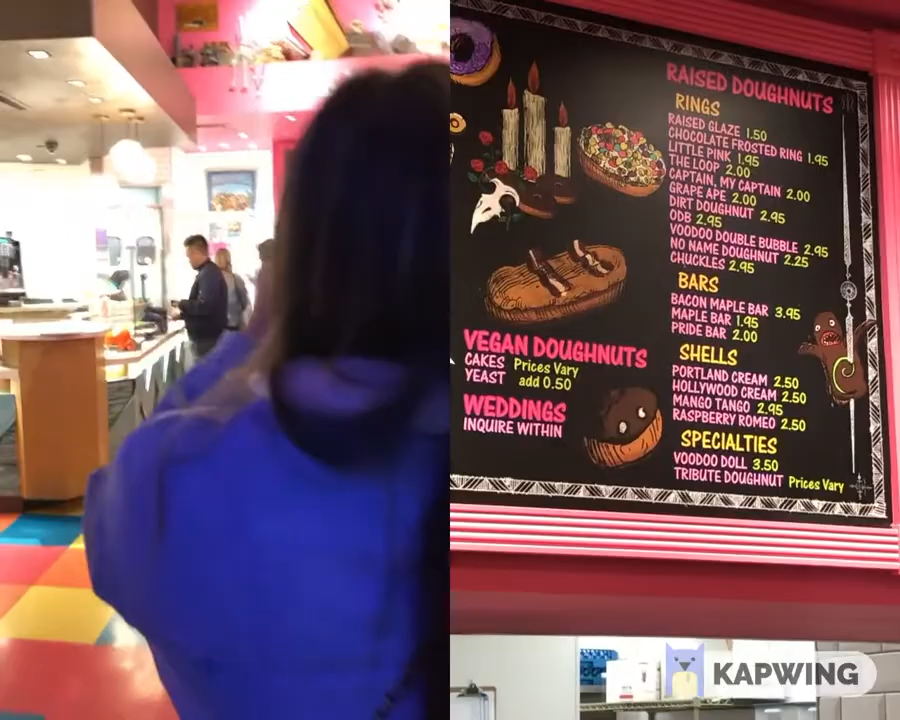 RAISED DOUGHNUTS
RINGS
RAISED GLAZE 1.50
CHOCOLATE FROSTED RING 1.95
LITTLE PINK 1.95
THE LOOP 2.00
CAPTAIN, MY CAPTAIN 2.00
GRAPE APE 2.00
DIRT DOUGHNUT 2.95
ODB 2.95
VOODOO DOUBLE BUBBLE 2.95
NO NAME DOUGHNUT 2.25
CHUCKLES 2.95
BARS
BACON MAPLE BAR 3.95
MAPLE BAR 1.95
PRIDE BAR 2.00
SHELLS
PORTLAND CREAM 2.50
HOLLYWOOD CREAM 2.50
MANGO TANGO 2.95
RASPBERRY ROMEO 2.50
SPECIALTIES
VOODOO DOLL 3.50
TRIBUTE DOUGHNUT Prices Vary
VEGAN DOUGHNUTS
CAKES Prices Vary
YEAST add 0.50
WEDDINGS
INQUIRE WITHIN
KAPWING